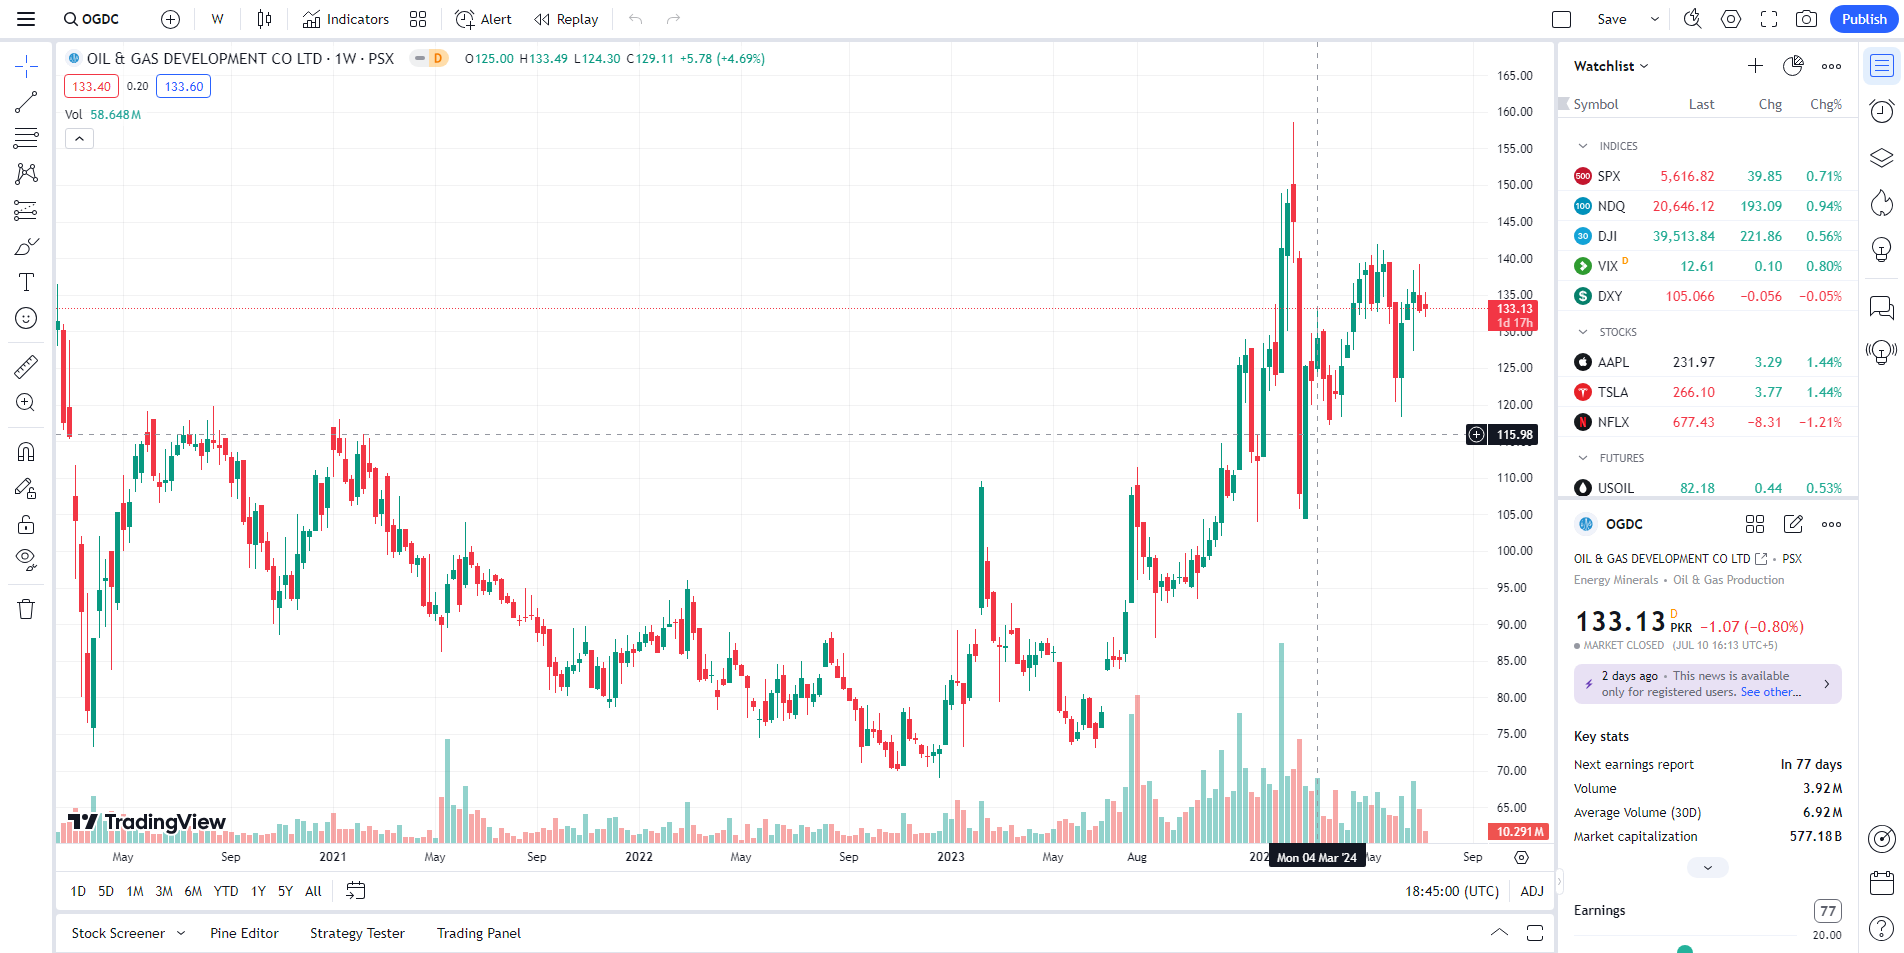 OGDC
W
Indicators
Alert
Replay
Save
Publish
OIL & GAS DEVELOPMENT CO LTD · 1W · PSX
D
O125.00 H133.49 L124.30 C129.11 +5.78 (+4.69%)
133.40
0.20
133.60
Vol 58.648M
165.00
160.00
155.00
150.00
145.00
140.00
135.00
133.13
1d 17h
130.00
125.00
120.00
115.98
110.00
105.00
100.00
95.00
90.00
85.00
80.00
75.00
70.00
65.00
10.291M
TradingView
May
Sep
2021
May
Sep
2022
May
Sep
2023
May
Aug
202
Mon 04 Mar '24
May
Sep
1D 5D 1M 3M 6M YTD 1Y 5Y All
18:45:00 (UTC)
ADJ
Stock Screener
Pine Editor
Strategy Tester
Trading Panel
Watchlist
Symbol Last Chg Chg%
INDICES
500 SPX 5,616.82 39.85 0.71%
100 NDQ 20,646.12 193.09 0.94%
30 DJI 39,513.84 221.86 0.56%
VIX D 12.61 0.10 0.80%
$ DXY 105.066 −0.056 −0.05%
STOCKS
AAPL 231.97 3.29 1.44%
TSLA 266.10 3.77 1.44%
N NFLX 677.43 −8.31 −1.21%
FUTURES
USOIL 82.18 0.44 0.53%
OGDC
OIL & GAS DEVELOPMENT CO LTD • PSX
Energy Minerals • Oil & Gas Production
133.13 D PKR −1.07 (−0.80%)
MARKET CLOSED (JUL 10 16:13 UTC+5)
2 days ago • This news is available
only for registered users. See other...
Key stats
Next earnings report In 77 days
Volume 3.92M
Average Volume (30D) 6.92M
Market capitalization 577.18B
Earnings 77
20.00